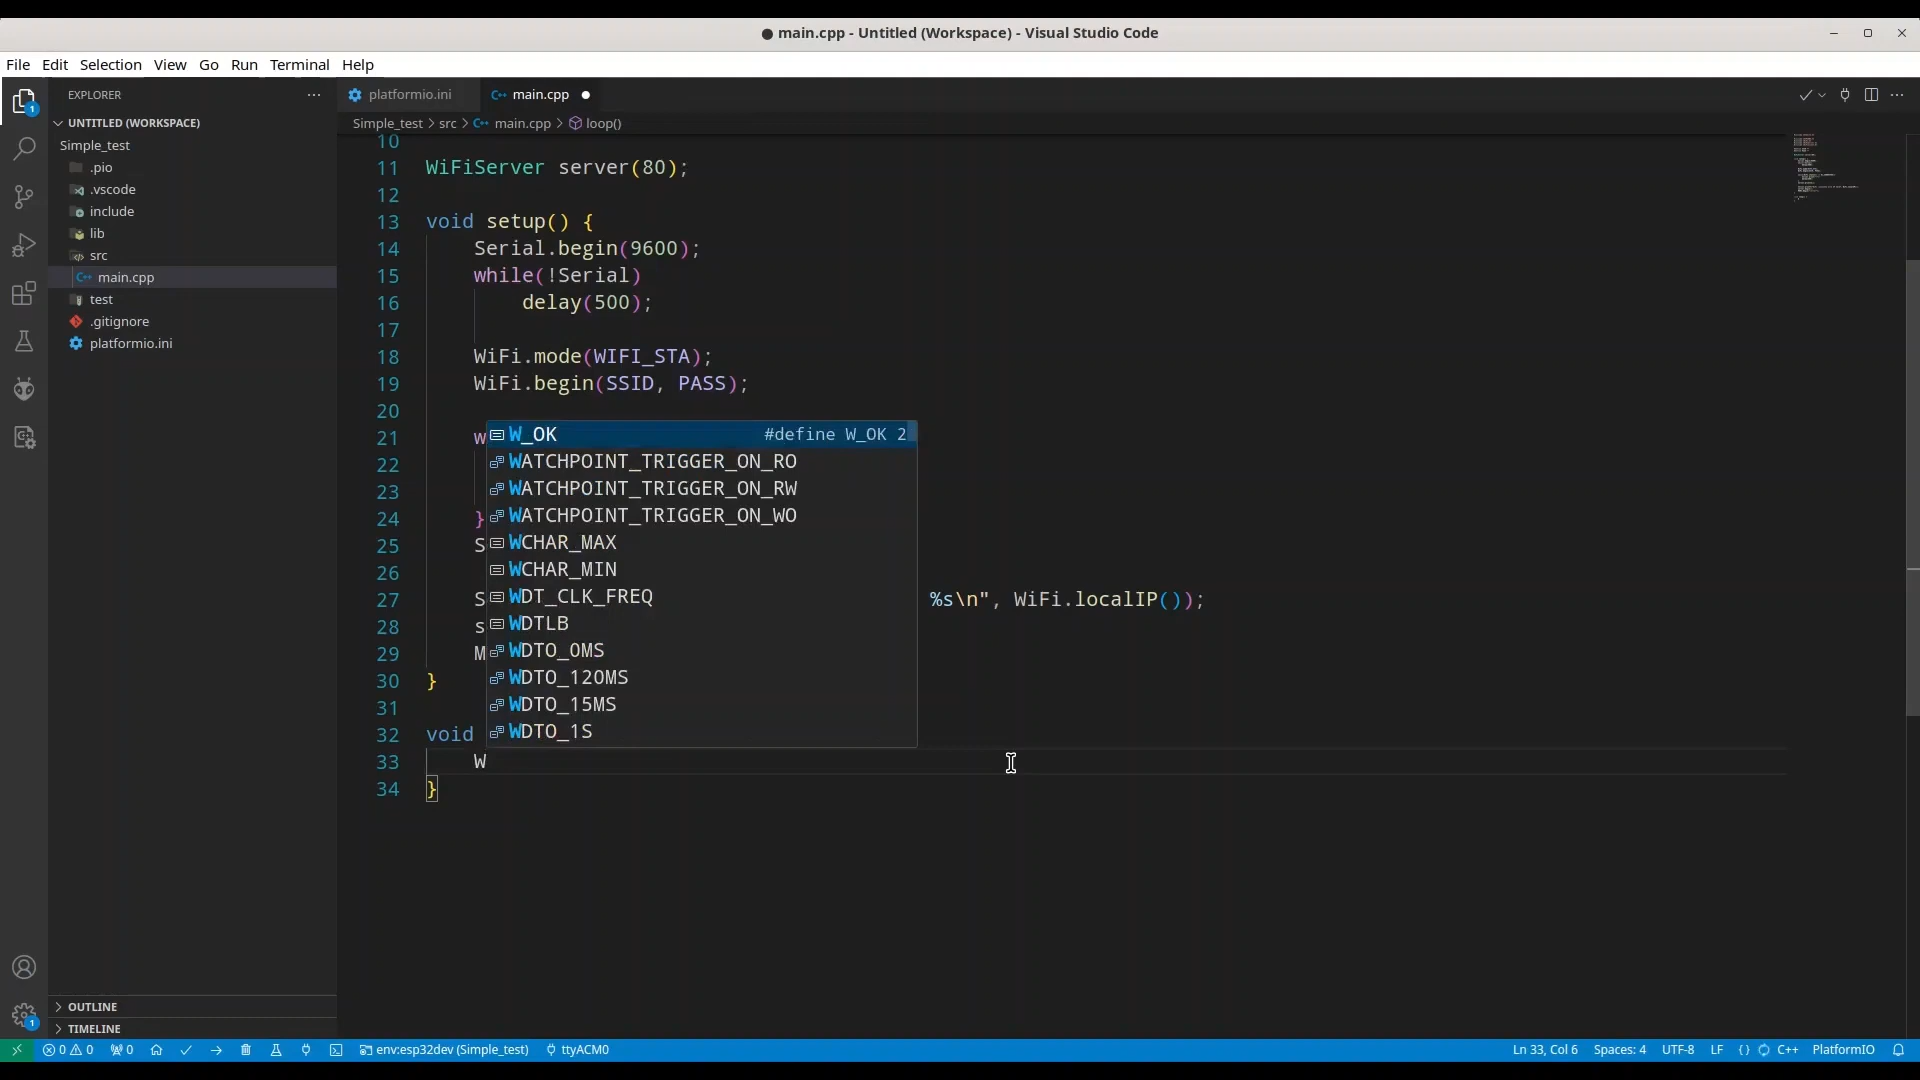 main.cpp - Untitled (Workspace) - Visual Studio Code
File Edit Selection View Go Run Terminal Help
EXPLORER
platformio.ini
main.cpp
UNTITLED (WORKSPACE)
Simple_test > src > main.cpp > loop()
Simple_test
.pio
.vscode
include
lib
src
main.cpp
test
.gitignore
platformio.ini
10
11 WiFiServer server(80);
12
13 void setup() {
14 Serial.begin(9600);
15 while(!Serial)
16 delay(500);
17
18 WiFi.mode(WIFI_STA);
19 WiFi.begin(SSID, PASS);
20
21 w
22
23
24 }
25 S
26
27 S %s\n", WiFi.localIP());
28 s
29 M
30 }
31
32 void
33 W
34 }
W_OK #define W_OK 2
WATCHPOINT_TRIGGER_ON_RO
WATCHPOINT_TRIGGER_ON_RW
WATCHPOINT_TRIGGER_ON_WO
WCHAR_MAX
WCHAR_MIN
WDT_CLK_FREQ
WDTLB
WDTO_0MS
WDTO_120MS
WDTO_15MS
WDTO_1S
1
1
OUTLINE
TIMELINE
0 0 0 env:esp32dev (Simple_test) ttyACM0 Ln 33, Col 6 Spaces: 4 UTF-8 LF {} C++ PlatformIO